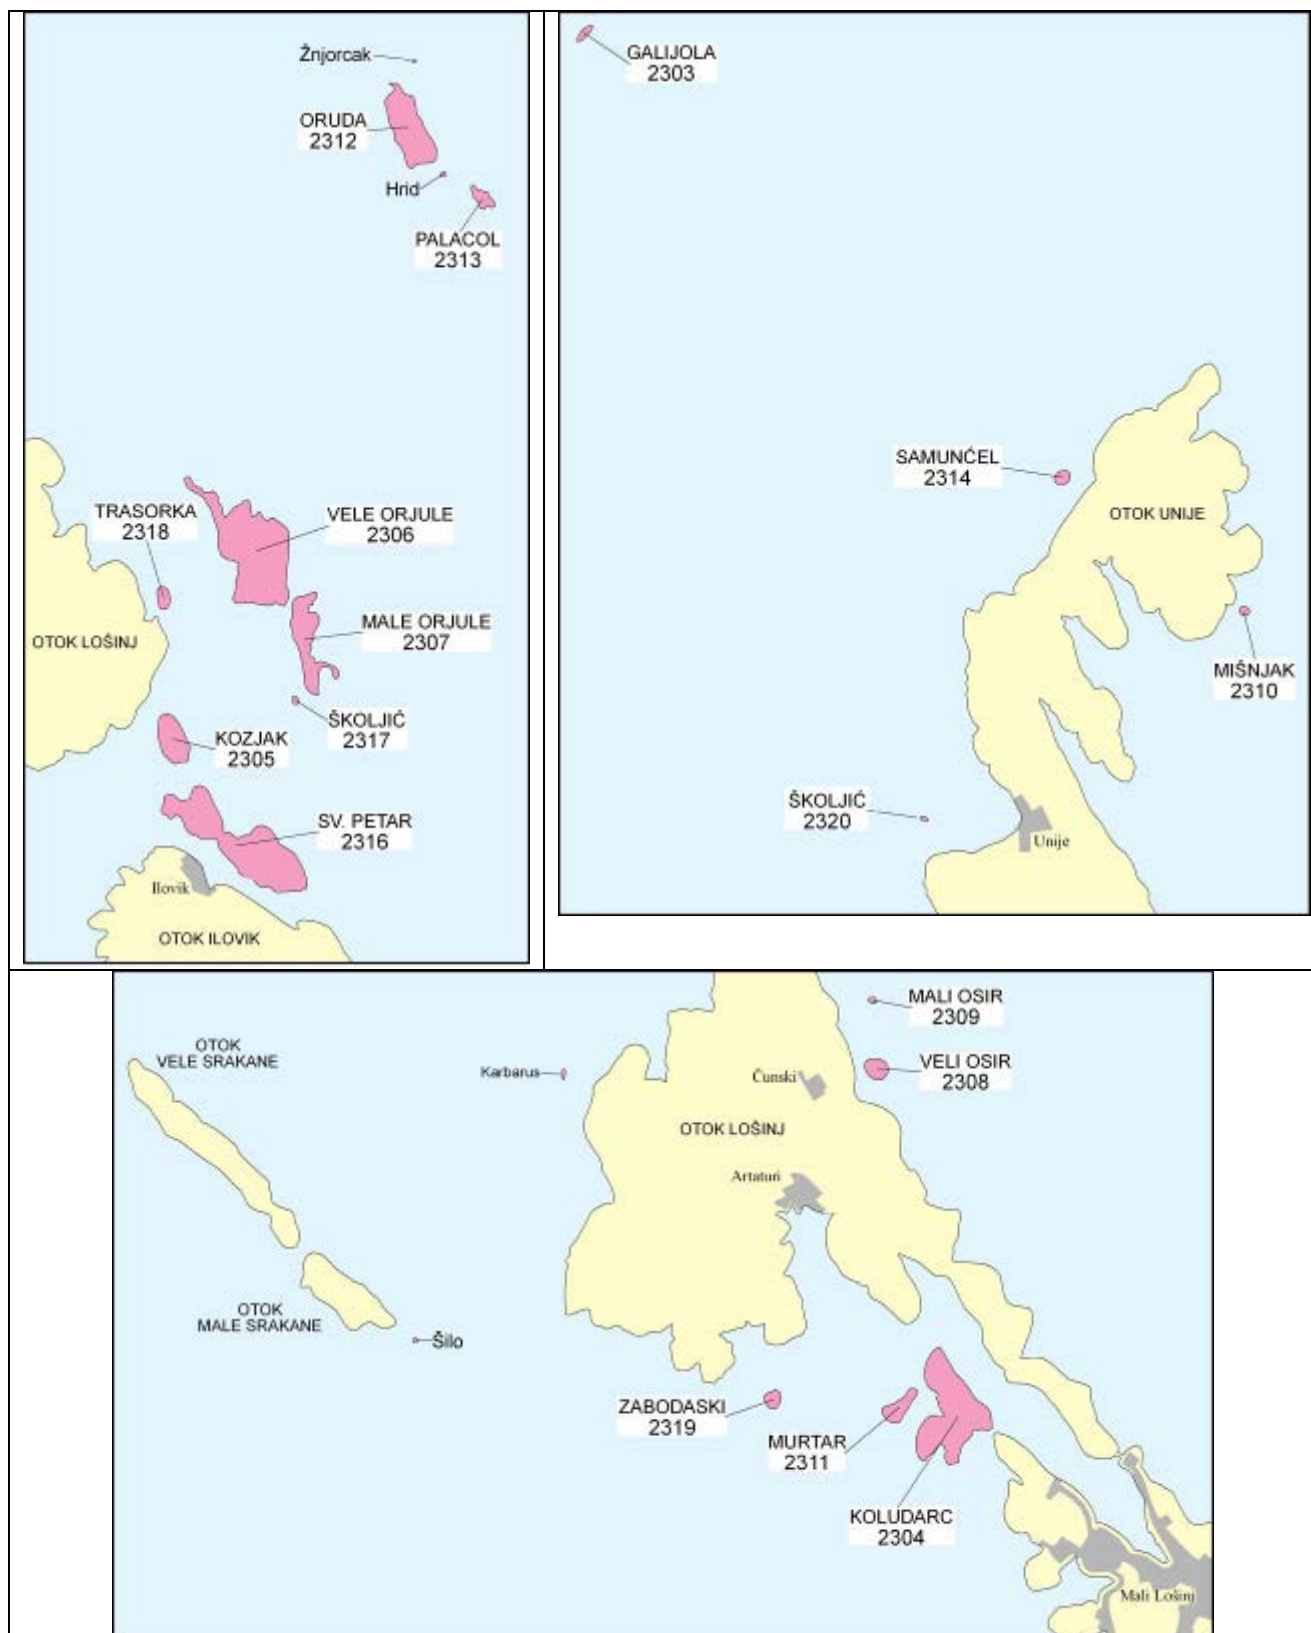 Žnjorcak
ORUDA
2312
Hrid
PALACOL
2313
TRASORKA
2318
VELE ORJULE
2306
OTOK LOŠINJ
MALE ORJULE
2307
ŠKOLJIĆ
2317
KOZJAK
2305
SV. PETAR
2316
Ilovik
OTOK ILOVIK
GALIJOLA
2303
SAMUNĆEL
2314
OTOK UNIJE
MIŠNJAK
2310
ŠKOLJIĆ
2320
Unije
MALI OSIR
2309
OTOK
VELE SRAKANE
Karbarus
Ćunski
VELI OSIR
2308
OTOK LOŠINJ
Artaturi
OTOK
MALE SRAKANE
Šilo
ZABODASKI
2319
MURTAR
2311
KOLUDARC
2304
Mali Lošinj